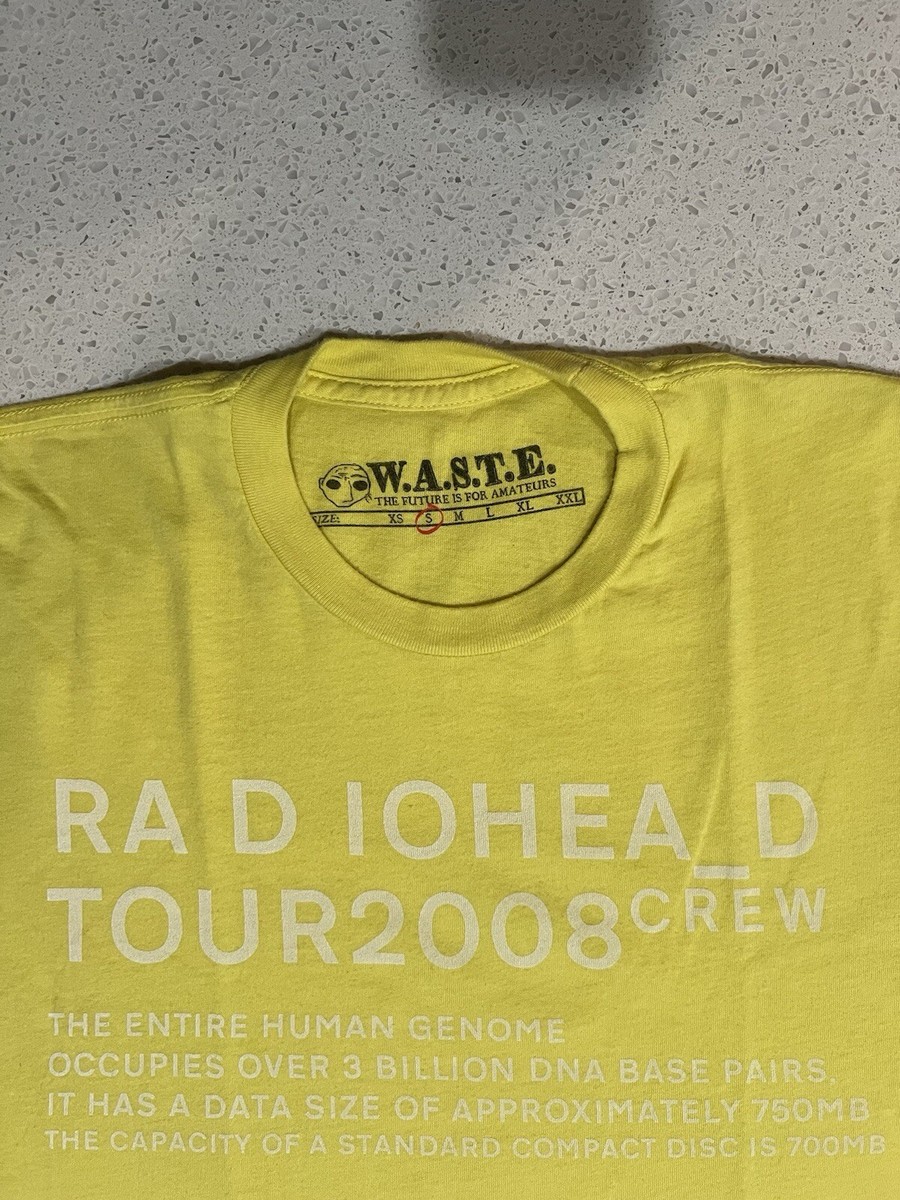 W.A.S.T.E.
THE FUTURE IS FOR AMATEURS
SIZE: XS S M L XL XXL
RA D IOHEA_D
TOUR2008CREW
THE ENTIRE HUMAN GENOME
OCCUPIES OVER 3 BILLION DNA BASE PAIRS.
IT HAS A DATA SIZE OF APPROXIMATELY 750MB
THE CAPACITY OF A STANDARD COMPACT DISC IS 700MB